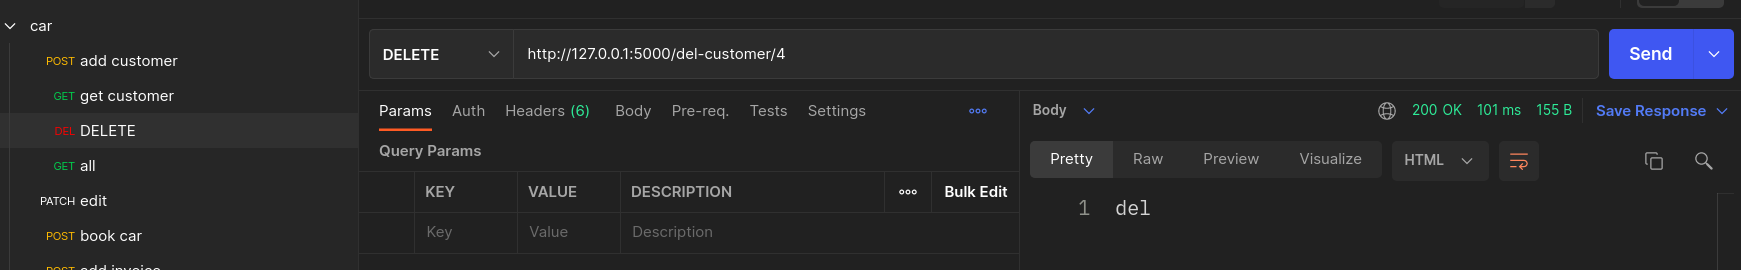 car
POST add customer
GET get customer
DEL DELETE
GET all
PATCH edit
POST book car
POST add invoice
DELETE http://127.0.0.1:5000/del-customer/4 Send
Params Auth Headers (6) Body Pre-req. Tests Settings
Query Params
KEY VALUE DESCRIPTION Bulk Edit
Key Value Description
Body 200 OK 101 ms 155 B Save Response
Pretty Raw Preview Visualize HTML
1 del